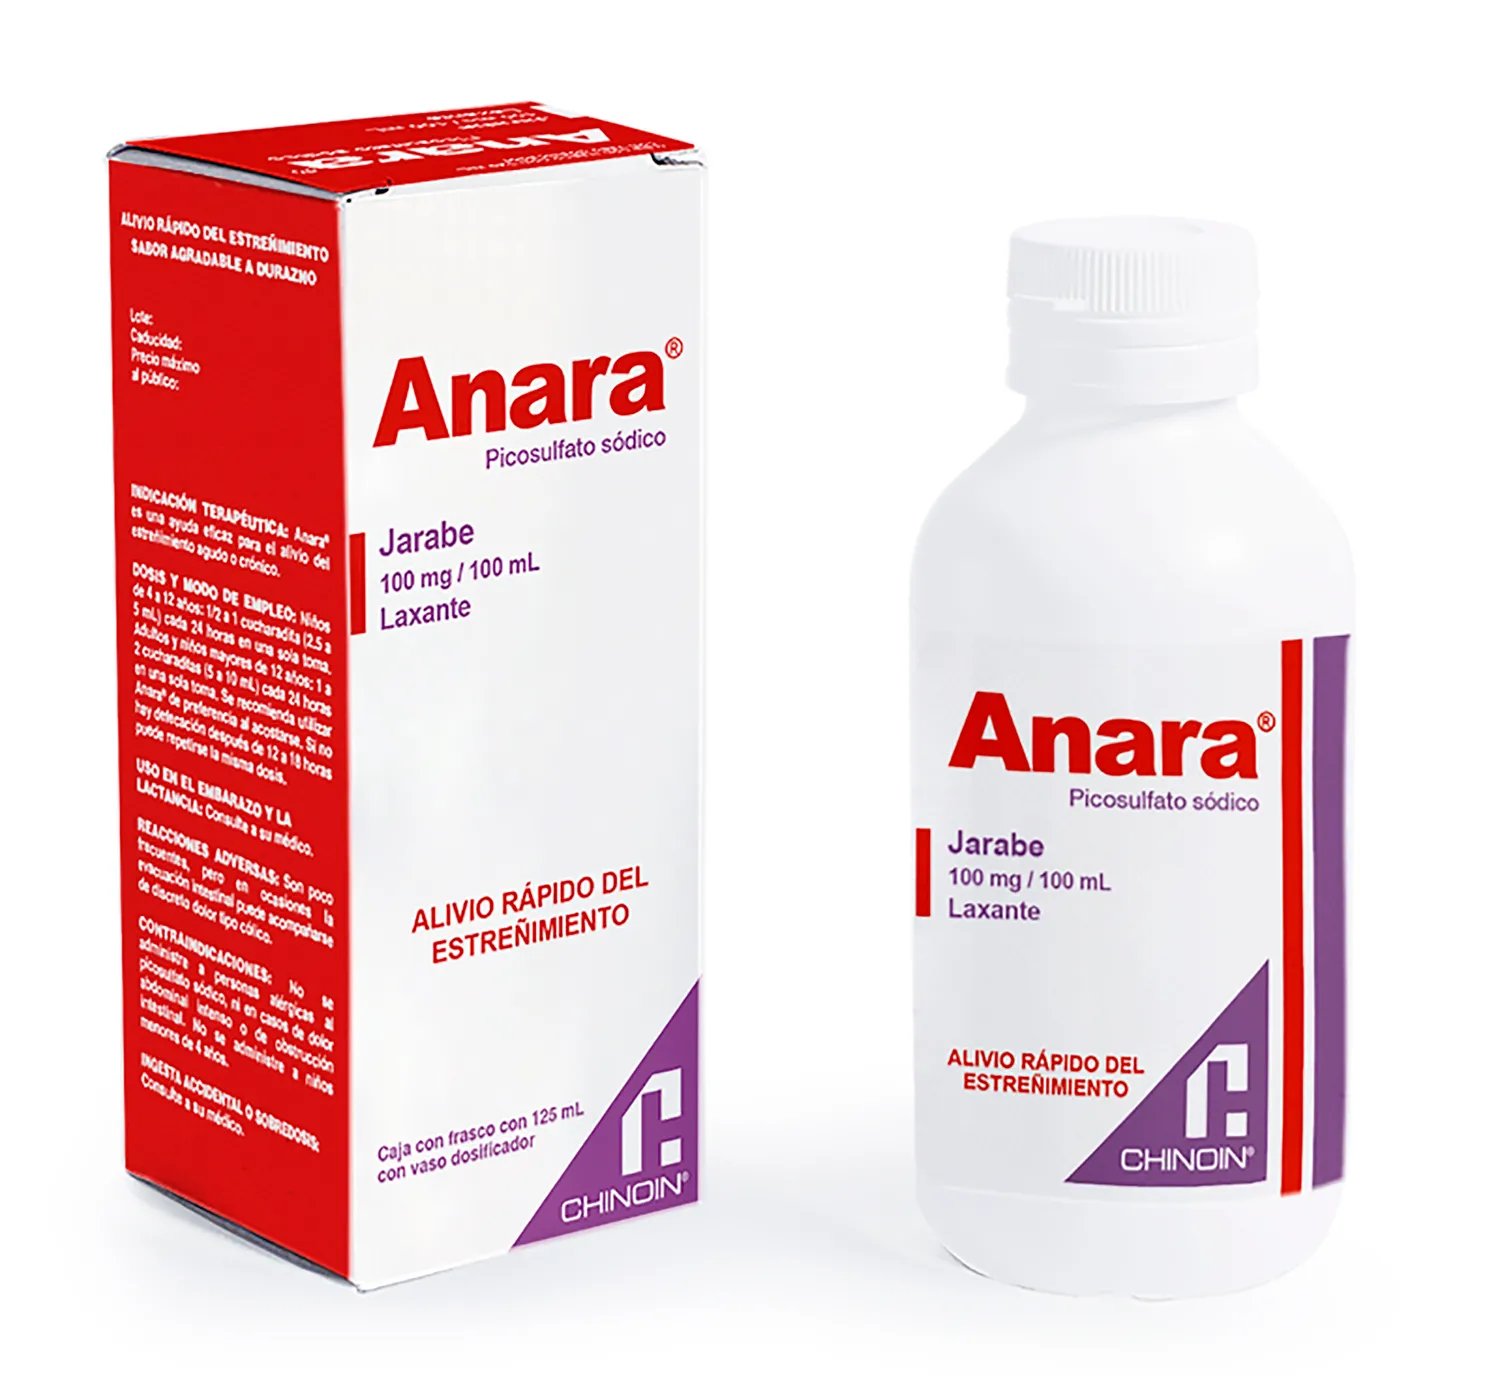 Anara
Picosulfato sódico
ALIVIO RÁPIDO DEL ESTREÑIMIENTO
SABOR AGRADABLE A DURAZNO
Lote:
Caducidad:
Precio máximo
al público:
INDICACIÓN TERAPÉUTICA: Anara®
es una ayuda eficaz para el alivio del
estreñimiento agudo o crónico.
DOSIS Y MODO DE EMPLEO: Niños
de 4 a 12 años: 1/2 a 1 cucharadita (2.5 a
5 mL) cada 24 horas en una sola toma.
Adultos y niños mayores de 12 años: 1 a
2 cucharaditas (5 a 10 mL) cada 24 horas
en una sola toma. Se recomienda utilizar
Anara® de preferencia al acostarse. Si no
hay defecación después de 12 a 18 horas
puede repetirse la misma dosis.
USO EN EL EMBARAZO Y LA
LACTANCIA: Consulte a su médico.
REACCIONES ADVERSAS: Son poco
frecuentes, pero en ocasiones la
evacuación intestinal puede acompañarse
de discreto dolor tipo cólico.
CONTRAINDICACIONES: No se
administre a personas alérgicas al
picosulfato sódico, ni en casos de dolor
abdominal intenso o de obstrucción
intestinal. No se administre a niños
menores de 4 años.
INGESTA ACCIDENTAL O SOBREDOSIS:
Consulte a su médico.
Anara®
Picosulfato sódico
Jarabe
100 mg / 100 mL
Laxante
ALIVIO RÁPIDO DEL
ESTREÑIMIENTO
Caja con frasco con 125 mL
con vaso dosificador
CHINOIN®
Anara®
Picosulfato sódico
Jarabe
100 mg / 100 mL
Laxante
ALIVIO RÁPIDO DEL
ESTREÑIMIENTO
CHINOIN®